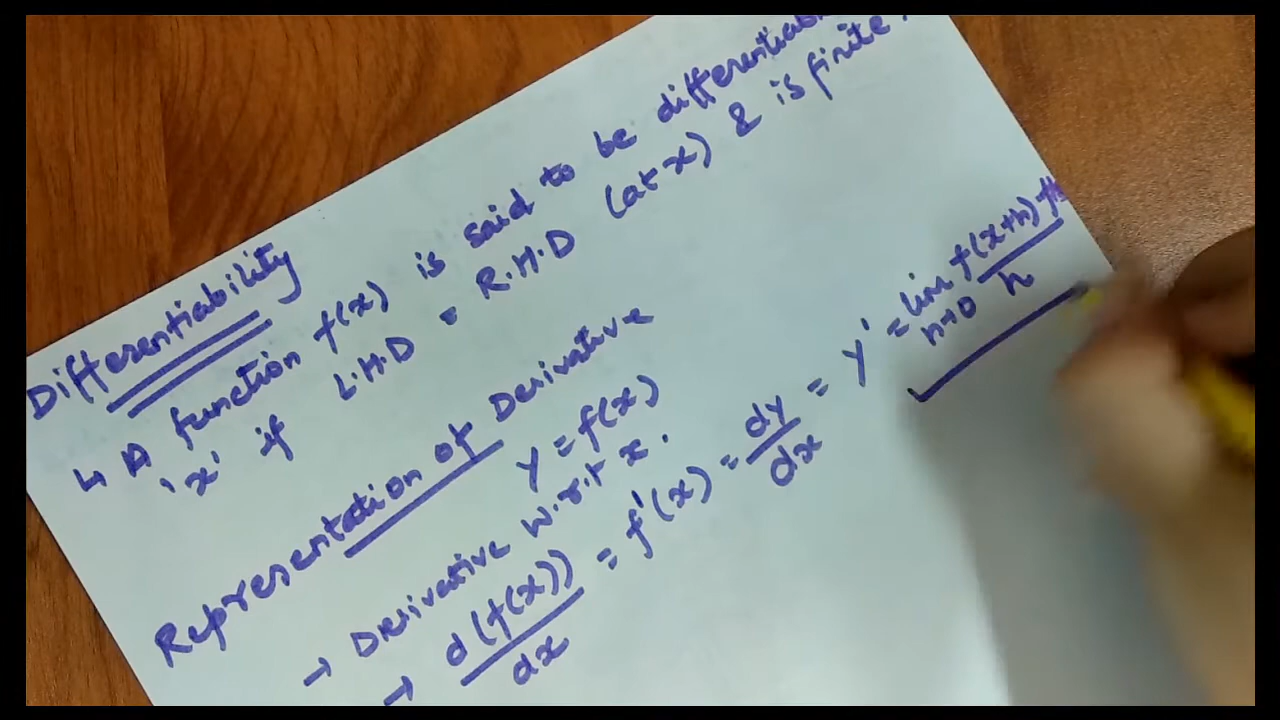 Differentiability
↳ A function f(x) is said to be
'x' if L.H.D = R.H.D (at x) & is finite.
Representation of Derivative
y = f(x)
→ Derivative w.r.t x.
→ d(f(x))/dx = f'(x) = dy/dx = y' = lim h→0 f(x+h)-/h